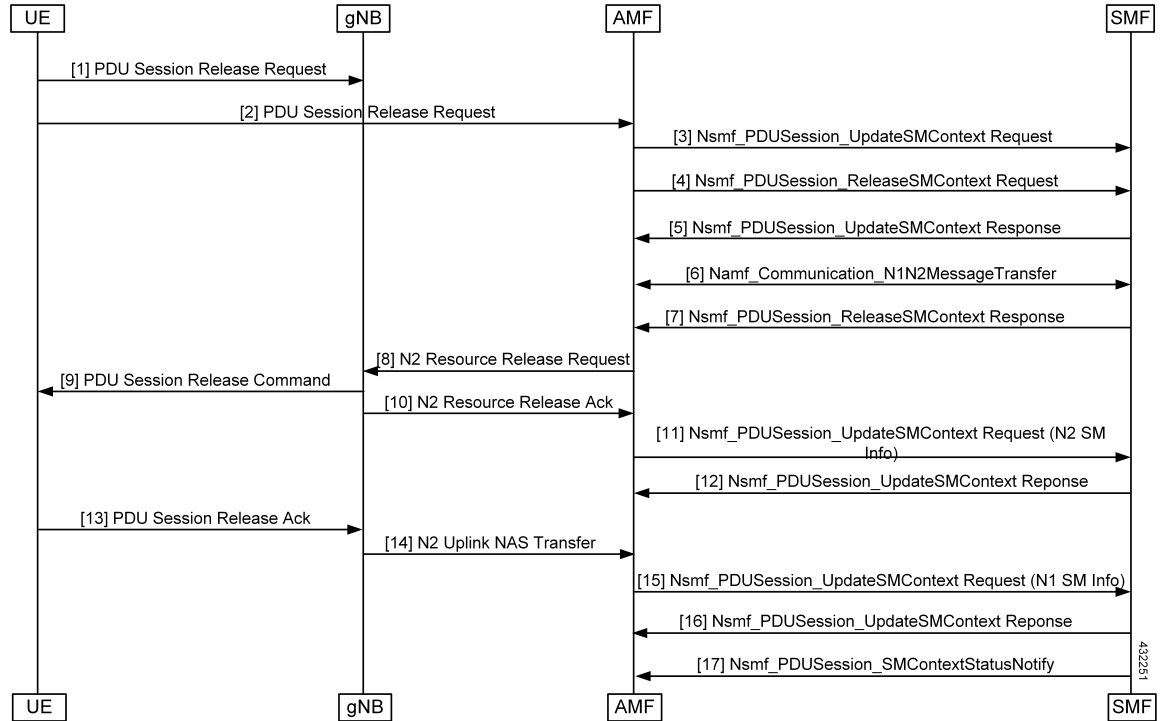 UE
gNB
AMF
SMF
[1] PDU Session Release Request
[2] PDU Session Release Request
[3] Nsmf_PDUSession_UpdateSMContext Request
[4] Nsmf_PDUSession_ReleaseSMContext Request
[5] Nsmf_PDUSession_UpdateSMContext Response
[6] Namf_Communication_N1N2MessageTransfer
[7] Nsmf_PDUSession_ReleaseSMContext Response
[8] N2 Resource Release Request
[9] PDU Session Release Command
[10] N2 Resource Release Ack
[11] Nsmf_PDUSession_UpdateSMContext Request (N2 SM
Info)
[12] Nsmf_PDUSession_UpdateSMContext Reponse
[13] PDU Session Release Ack
[14] N2 Uplink NAS Transfer
[15] Nsmf_PDUSession_UpdateSMContext Request (N1 SM Info)
[16] Nsmf_PDUSession_UpdateSMContext Reponse
[17] Nsmf_PDUSession_SMContextStatusNotify
432251
UE
gNB
AMF
SMF